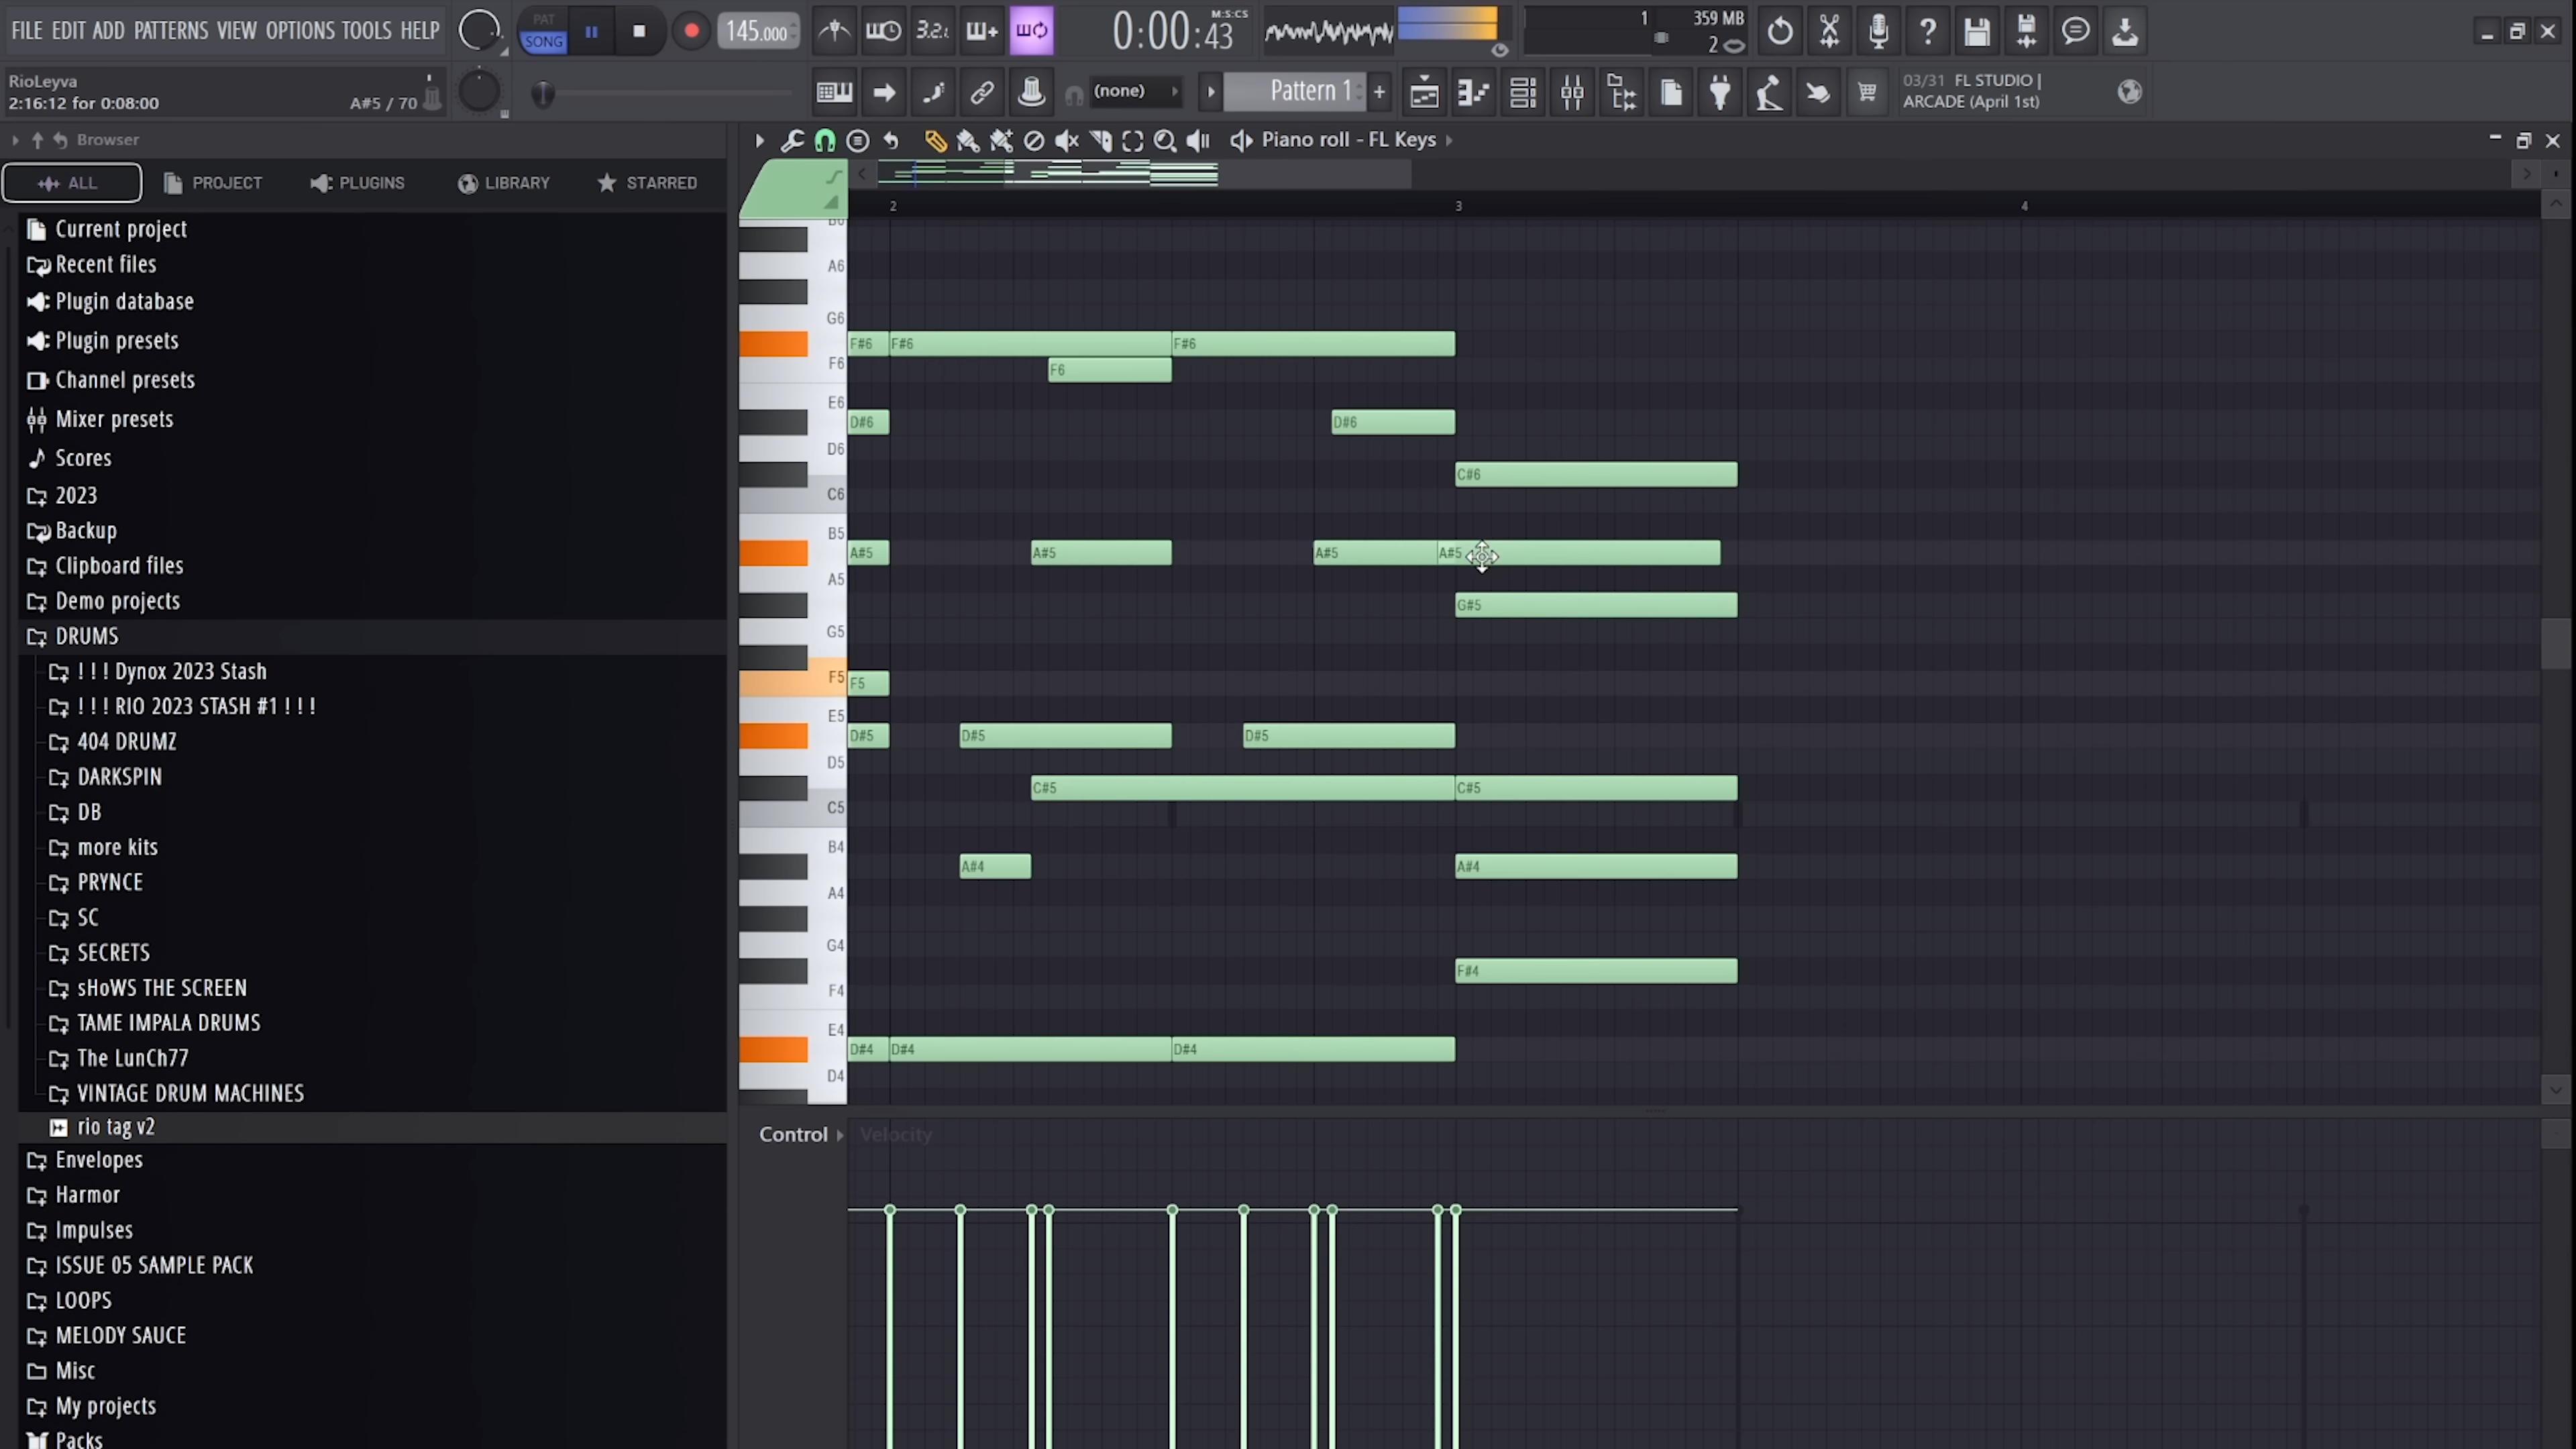 FILE EDIT ADD PATTERNS VIEW OPTIONS TOOLS HELP
PAT
SONG
145.000
3.2.1
0:00:43
M:S:CS
1
359 MB
2
RioLeyva
2:16:12 for 0:08:00
A#5 / 70
(none)
Pattern 1
03/31 FL STUDIO |
ARCADE (April 1st)
Browser
Piano roll - FL Keys
ALL
PROJECT
PLUGINS
LIBRARY
STARRED
2
3
4
Current project
Recent files
Plugin database
Plugin presets
Channel presets
Mixer presets
Scores
2023
Backup
Clipboard files
Demo projects
DRUMS
! ! ! Dynox 2023 Stash
! ! ! RIO 2023 STASH #1 ! ! !
404 DRUMZ
DARKSPIN
DB
more kits
PRYNCE
SC
SECRETS
sHoWS THE SCREEN
TAME IMPALA DRUMS
The LunCh77
VINTAGE DRUM MACHINES
rio tag v2
Envelopes
Harmor
Impulses
ISSUE 05 SAMPLE PACK
LOOPS
MELODY SAUCE
Misc
My projects
Packs
B6
A6
G6
F#6 F#6 F#6
F6 F6
E6
D#6 D#6
D6
C#6
C6
B5
A#5 A#5 A#5 A#5
A5
G#5
G5
F5 F5
E5
D#5 D#5 D#5
D5
C#5 C#5
C5
B4
A#4 A#4
A4
G4
F#4
F4
E4
D#4 D#4 D#4
D4
Control
Velocity